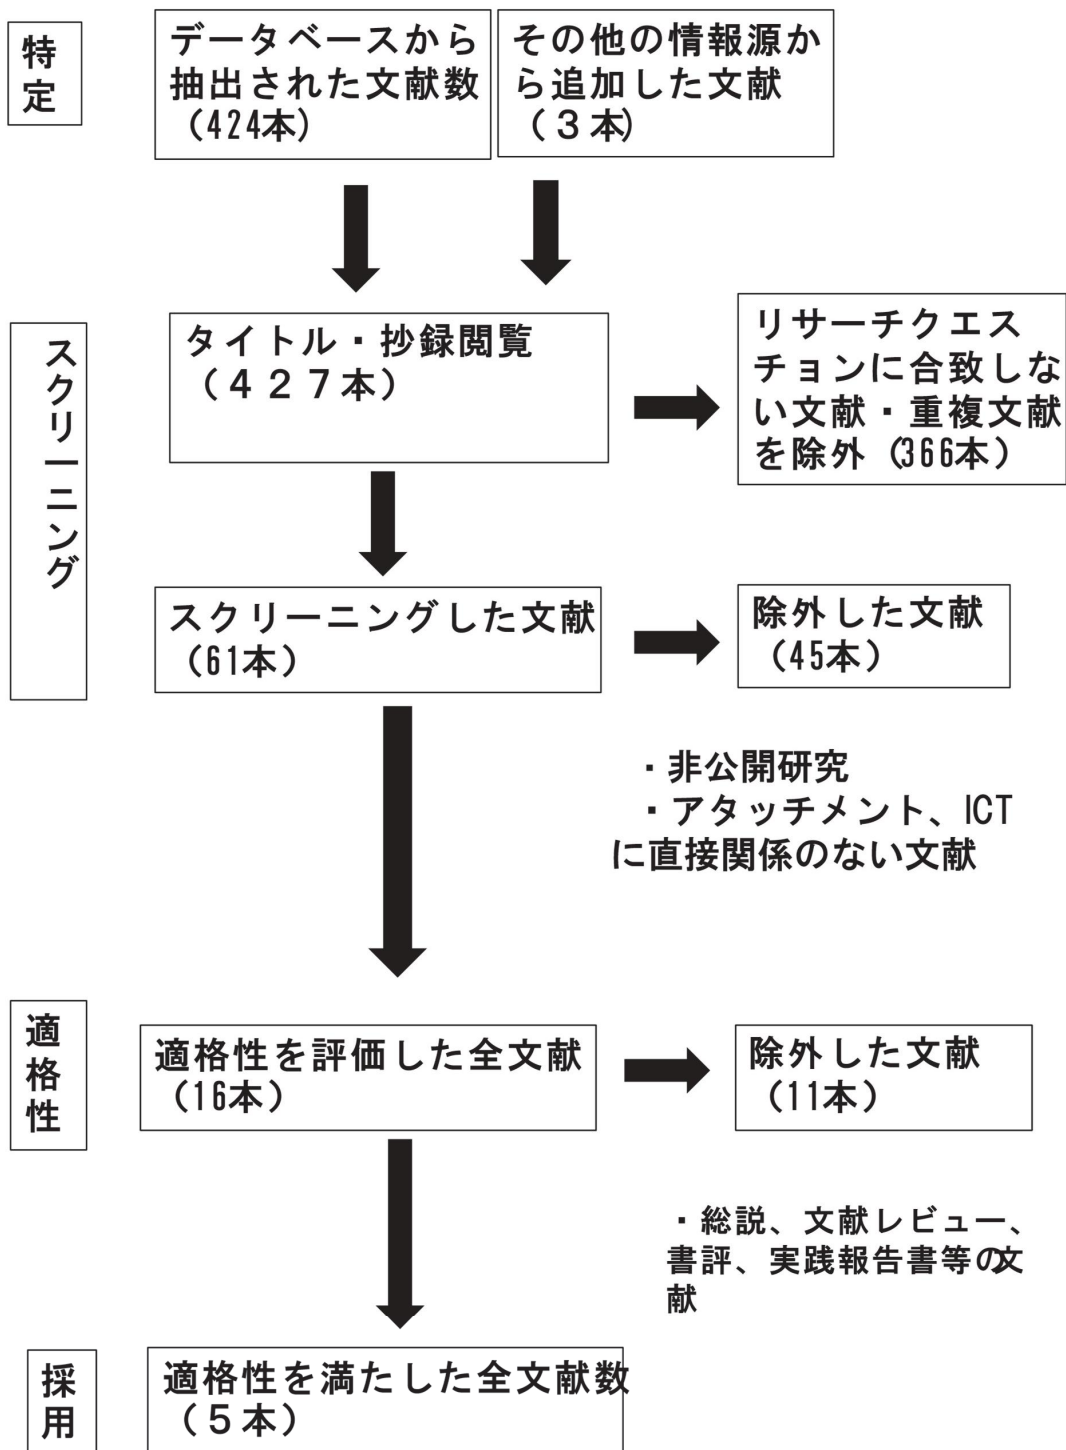 特定
データベースから
抽出された文献数
(424本)
その他の情報源か
ら追加した文献
(3本)
スクリーニング
タイトル・抄録閲覧
(427本)
リサーチクエス
チョンに合致しな
い文献・重複文献
を除外(366本)
スクリーニングした文献
(61本)
除外した文献
(45本)
・非公開研究
・アタッチメント、ICT
に直接関係のない文献
適格性
適格性を評価した全文献
(16本)
除外した文献
(11本)
・総説、文献レビュー、
書評、実践報告書等の文
献
採用
適格性を満たした全文献数
(5本)